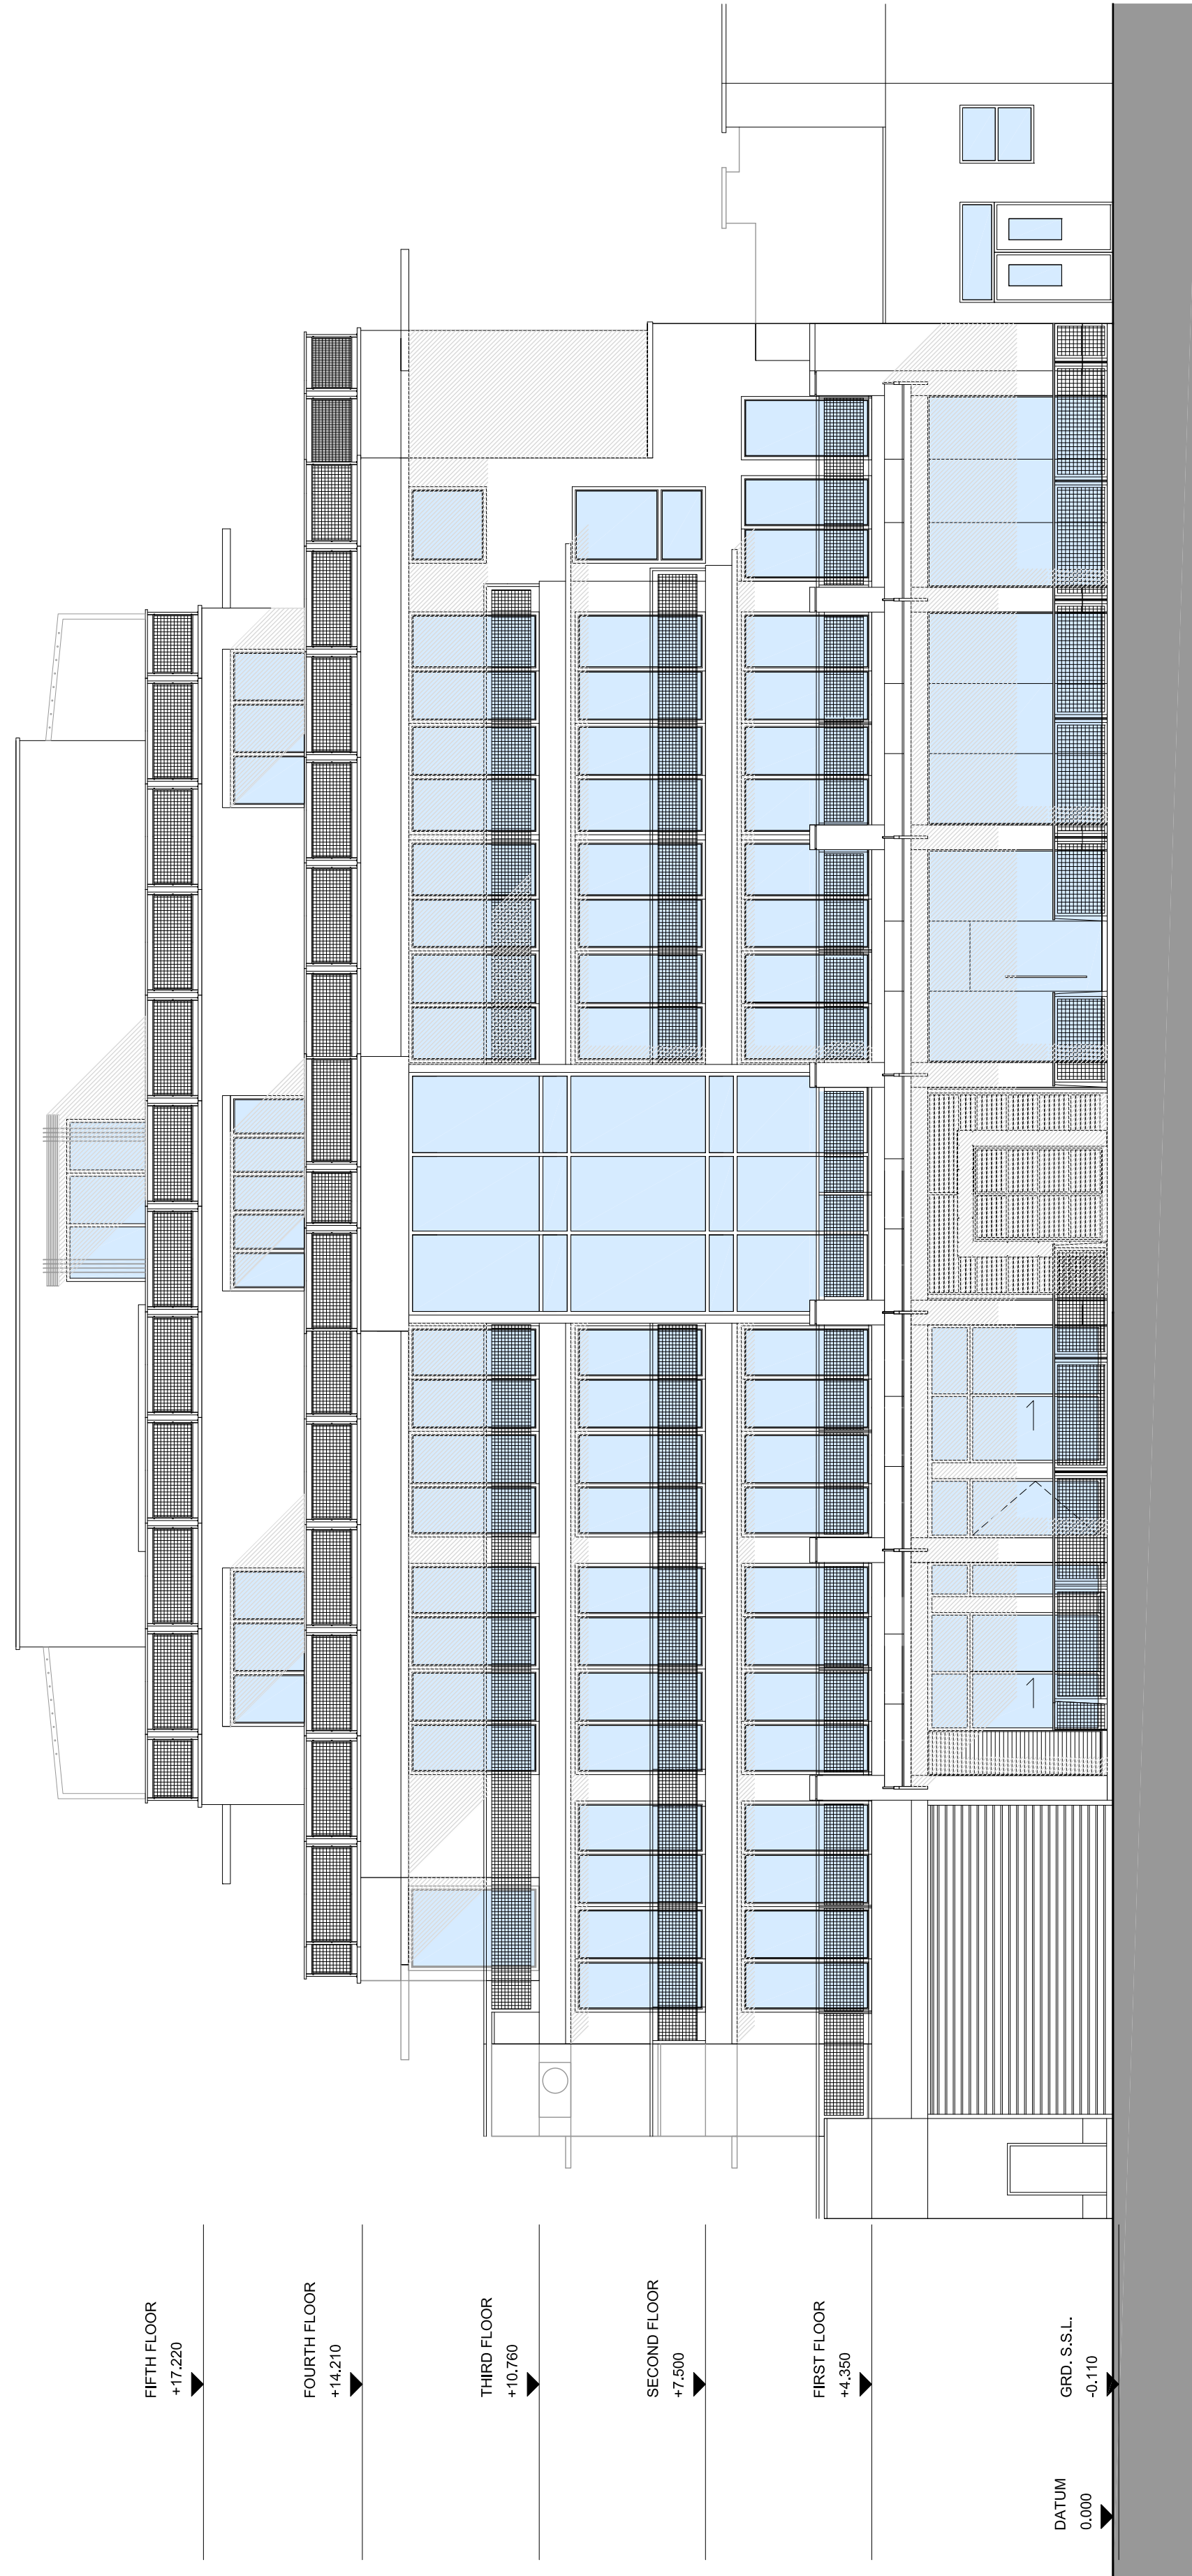 FIFTH FLOOR
+17.220
FOURTH FLOOR
+14.210
THIRD FLOOR
+10.760
SECOND FLOOR
+7.500
FIRST FLOOR
+4.350
GRD. S.S.L.
-0.110
DATUM
0.000